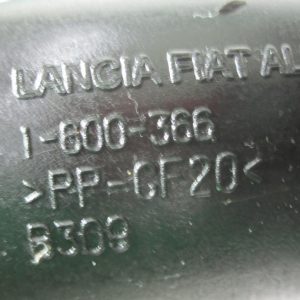 LANCIA FIAT AL
1-600-366
>PP-GF20<
B309